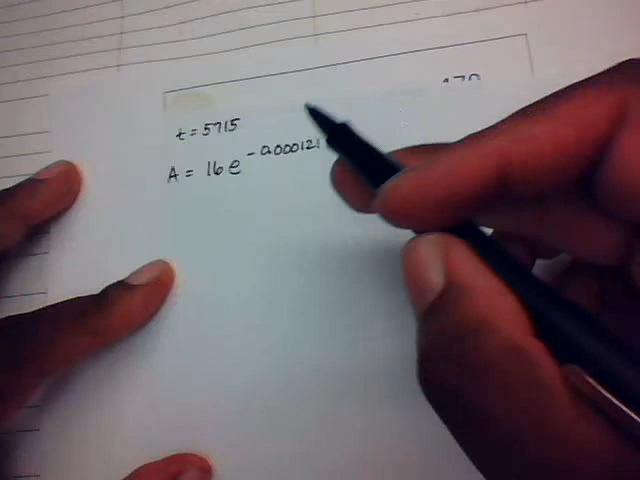 t = 5715
A = 16e^-0.000121